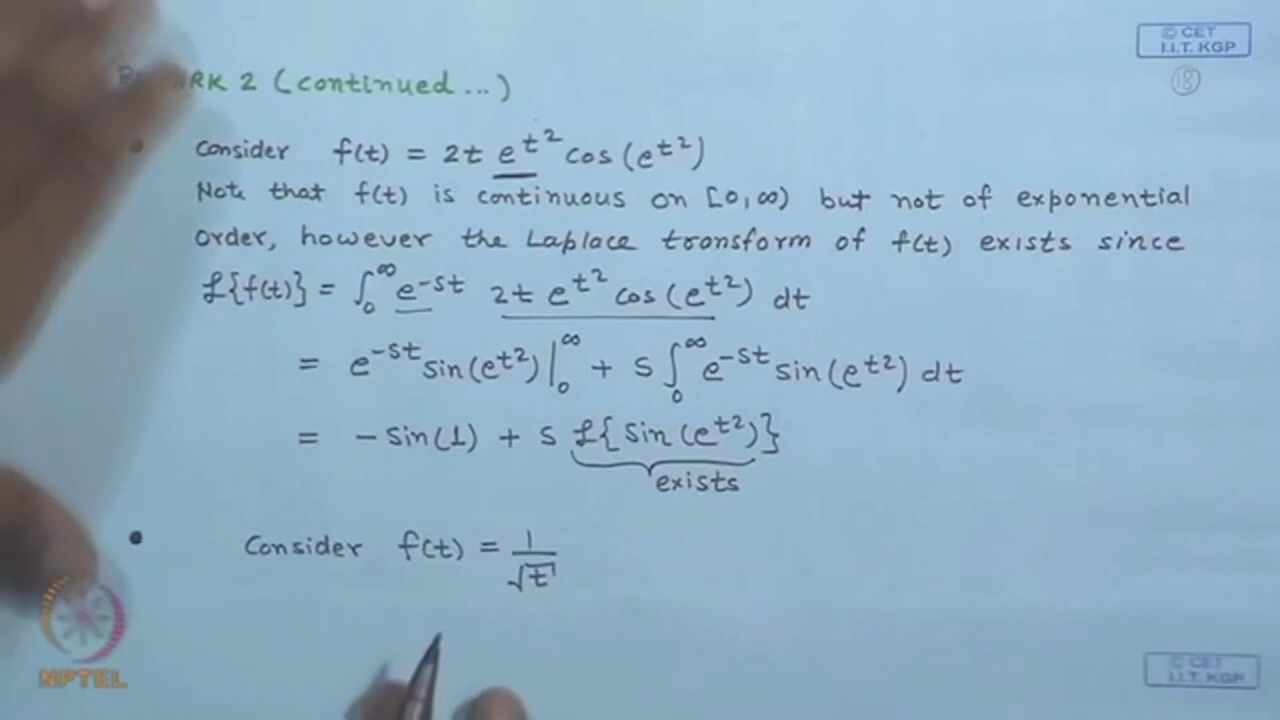 © CET
I.I.T. KGP
18
REMARK 2 (continued...)
Consider f(t) = 2t e^{t^2} cos(e^{t^2})
Note that f(t) is continuous on [0,∞) but not of exponential
order, however the Laplace transform of f(t) exists since
ℒ{f(t)} = ∫_0^∞ e^{-st} 2t e^{t^2} cos(e^{t^2}) dt
= e^{-st} sin(e^{t^2}) |_0^∞ + s ∫_0^∞ e^{-st} sin(e^{t^2}) dt
= - sin(1) + s ℒ{sin(e^{t^2})}
exists
Consider f(t) = 1/√t
NPTEL
© CET
I.I.T. KGP